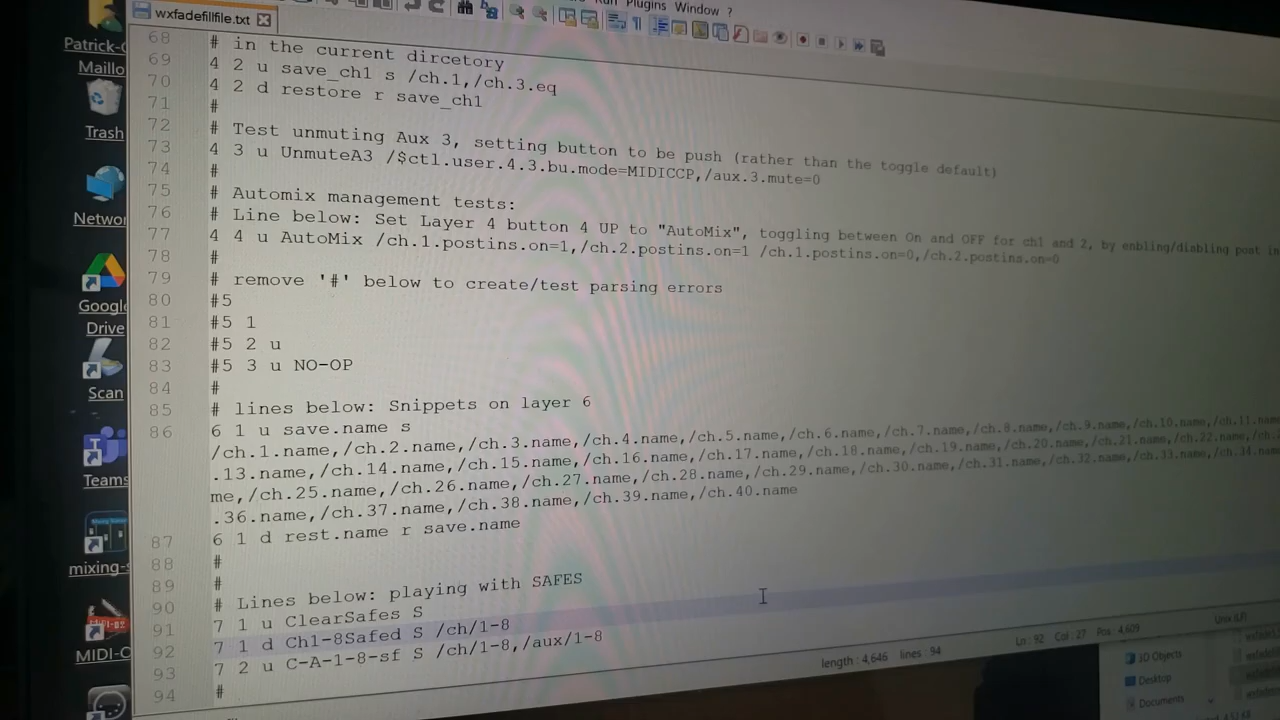 Plugins Window ?
wxfadefillfile.txt
68 # in the current dircetory
69 4 2 u save_ch1 s /ch.1,/ch.3.eq
70 4 2 d restore r save_ch1
71 #
72 # Test unmuting Aux 3, setting button to be push (rather than the toggle default)
73 4 3 u UnmuteA3 /$ctl.user.4.3.bu.mode=MIDICCP,/aux.3.mute=0
74 #
75 # Automix management tests:
76 # Line below: Set Layer 4 button 4 UP to "AutoMix", toggling between On and OFF for ch1 and 2, by enbling/diabling post in
77 4 4 u AutoMix /ch.1.postins.on=1,/ch.2.postins.on=1 /ch.1.postins.on=0,/ch.2.postins.on=0
78 #
79 # remove '#' below to create/test parsing errors
80 #5
81 #5 1
82 #5 2 u
83 #5 3 u NO-OP
84 #
85 # lines below: Snippets on layer 6
86 6 1 u save.name s
/ch.1.name,/ch.2.name,/ch.3.name,/ch.4.name,/ch.5.name,/ch.6.name,/ch.7.name,/ch.8.name,/ch.9.name,/ch.10.name,/ch.11.
.13.name,/ch.14.name,/ch.15.name,/ch.16.name,/ch.17.name,/ch.18.name,/ch.19.name,/ch.20.name,/ch.21.name,/ch.22.name,/ch.
me,/ch.25.name,/ch.26.name,/ch.27.name,/ch.28.name,/ch.29.name,/ch.30.name,/ch.31.name,/ch.32.name,/ch.33.name,/ch.34.
.36.name,/ch.37.name,/ch.38.name,/ch.39.name,/ch.40.name
87 6 1 d rest.name r save.name
88 #
89 #
90 # Lines below: playing with SAFES
91 7 1 u ClearSafes S
92 7 1 d Ch1-8Safed S /ch/1-8
93 7 2 u C-A-1-8-sf S /ch/1-8,/aux/1-8
94 #
length : 4,646 lines : 94
Ln : 92 Col : 27 Pos : 4,609
Unix (LF)
Patrick-
Maillo
Trash
Networ
Google
Drive
Scan
Teams
mixing-s
MIDI-O
3D Objects
Desktop
Documents